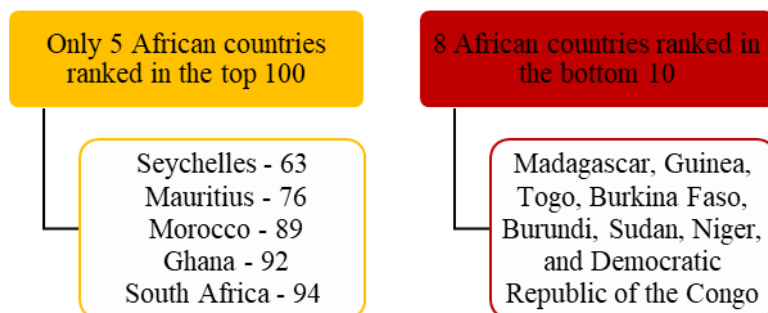 Only 5 African countries
ranked in the top 100
Seychelles - 63
Mauritius - 76
Morocco - 89
Ghana - 92
South Africa - 94
8 African countries ranked in
the bottom 10
Madagascar, Guinea,
Togo, Burkina Faso,
Burundi, Sudan, Niger,
and Democratic
Republic of the Congo